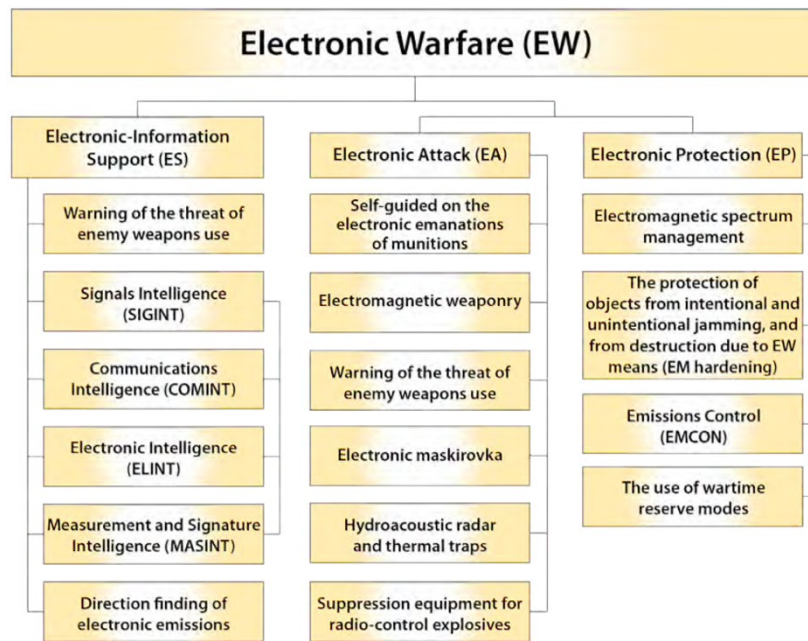 Electronic Warfare (EW)
Electronic-Information
Support (ES)
Warning of the threat of
enemy weapons use
Signals Intelligence
(SIGINT)
Communications
Intelligence (COMINT)
Electronic Intelligence
(ELINT)
Measurement and Signature
Intelligence (MASINT)
Direction finding of
electronic emissions
Electronic Attack (EA)
Self-guided on the
electronic emanations
of munitions
Electromagnetic weaponry
Warning of the threat of
enemy weapons use
Electronic maskirovka
Hydroacoustic radar
and thermal traps
Suppression equipment for
radio-control explosives
Electronic Protection (EP)
Electromagnetic spectrum
management
The protection of
objects from intentional and
unintentional jamming, and
from destruction due to EW
means (EM hardening)
Emissions Control
(EMCON)
The use of wartime
reserve modes